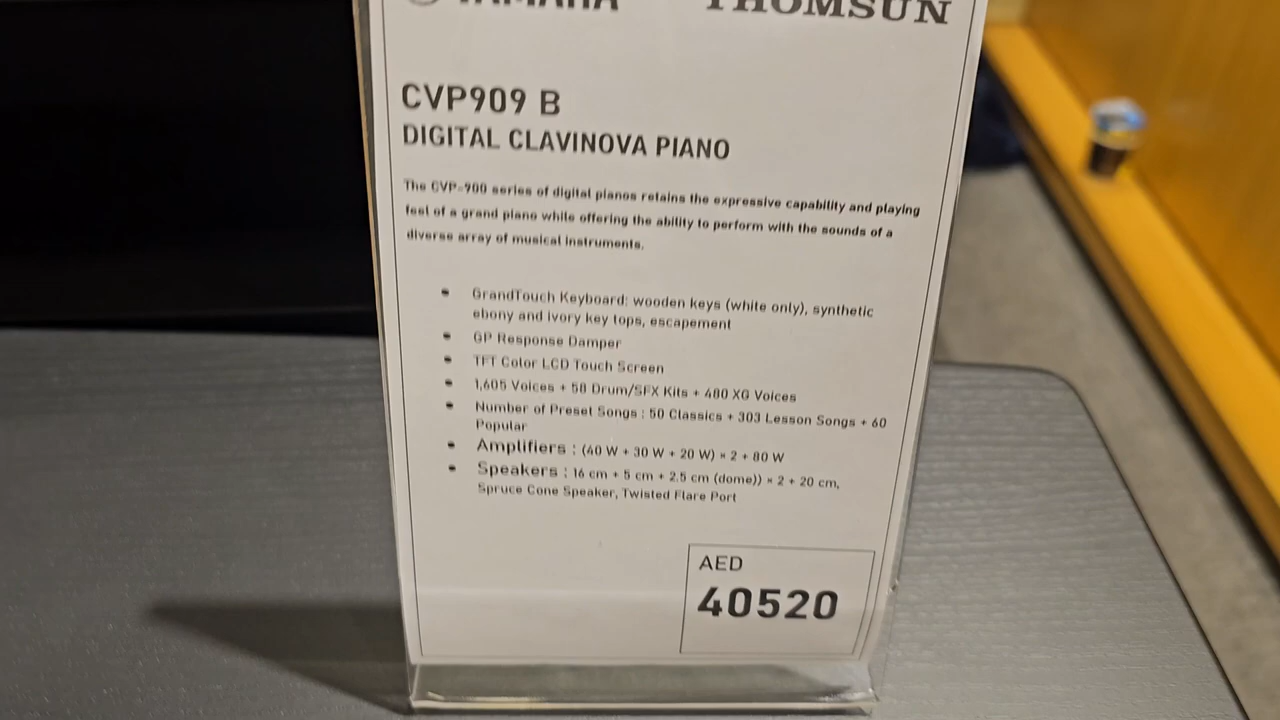 YAMAHA THOMSUN
CVP909 B
DIGITAL CLAVINOVA PIANO
The CVP-900 series of digital pianos retains the expressive capability and playing
feel of a grand piano while offering the ability to perform with the sounds of a
diverse array of musical instruments.
• GrandTouch Keyboard: wooden keys (white only), synthetic
ebony and ivory key tops, escapement
• GP Response Damper
• TFT Color LCD Touch Screen
• 1,605 Voices + 58 Drum/SFX Kits + 480 XG Voices
• Number of Preset Songs : 50 Classics + 303 Lesson Songs + 60
Popular
• Amplifiers : (40 W + 30 W + 20 W) × 2 + 80 W
• Speakers : 16 cm + 5 cm + 2.5 cm (dome)) × 2 + 20 cm,
Spruce Cone Speaker, Twisted Flare Port
AED
40520